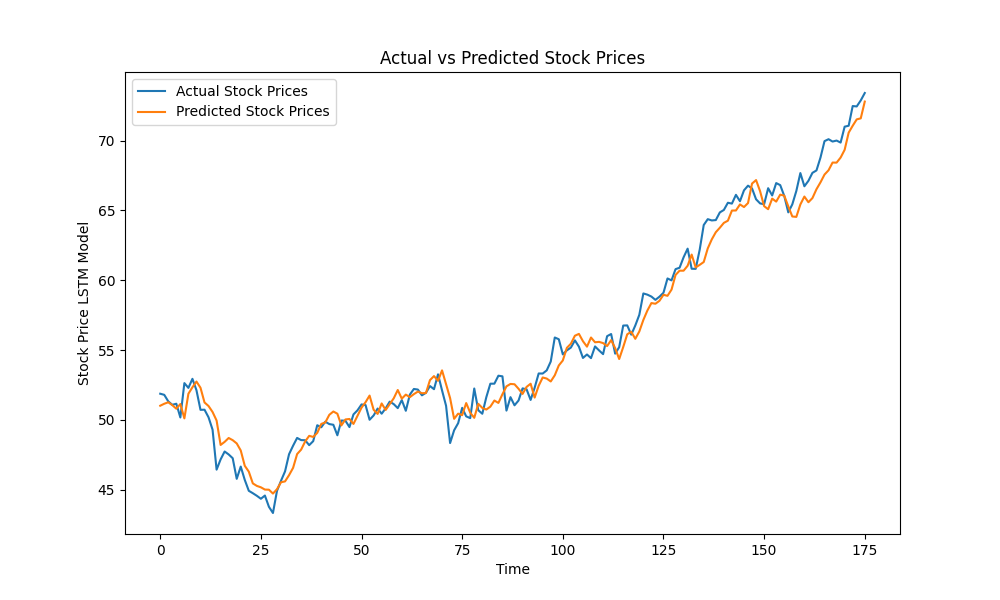 Actual vs Predicted Stock Prices
Actual Stock Prices
Predicted Stock Prices
Stock Price LSTM Model
70
65
60
55
50
45
0 25 50 75 100 125 150 175
Time